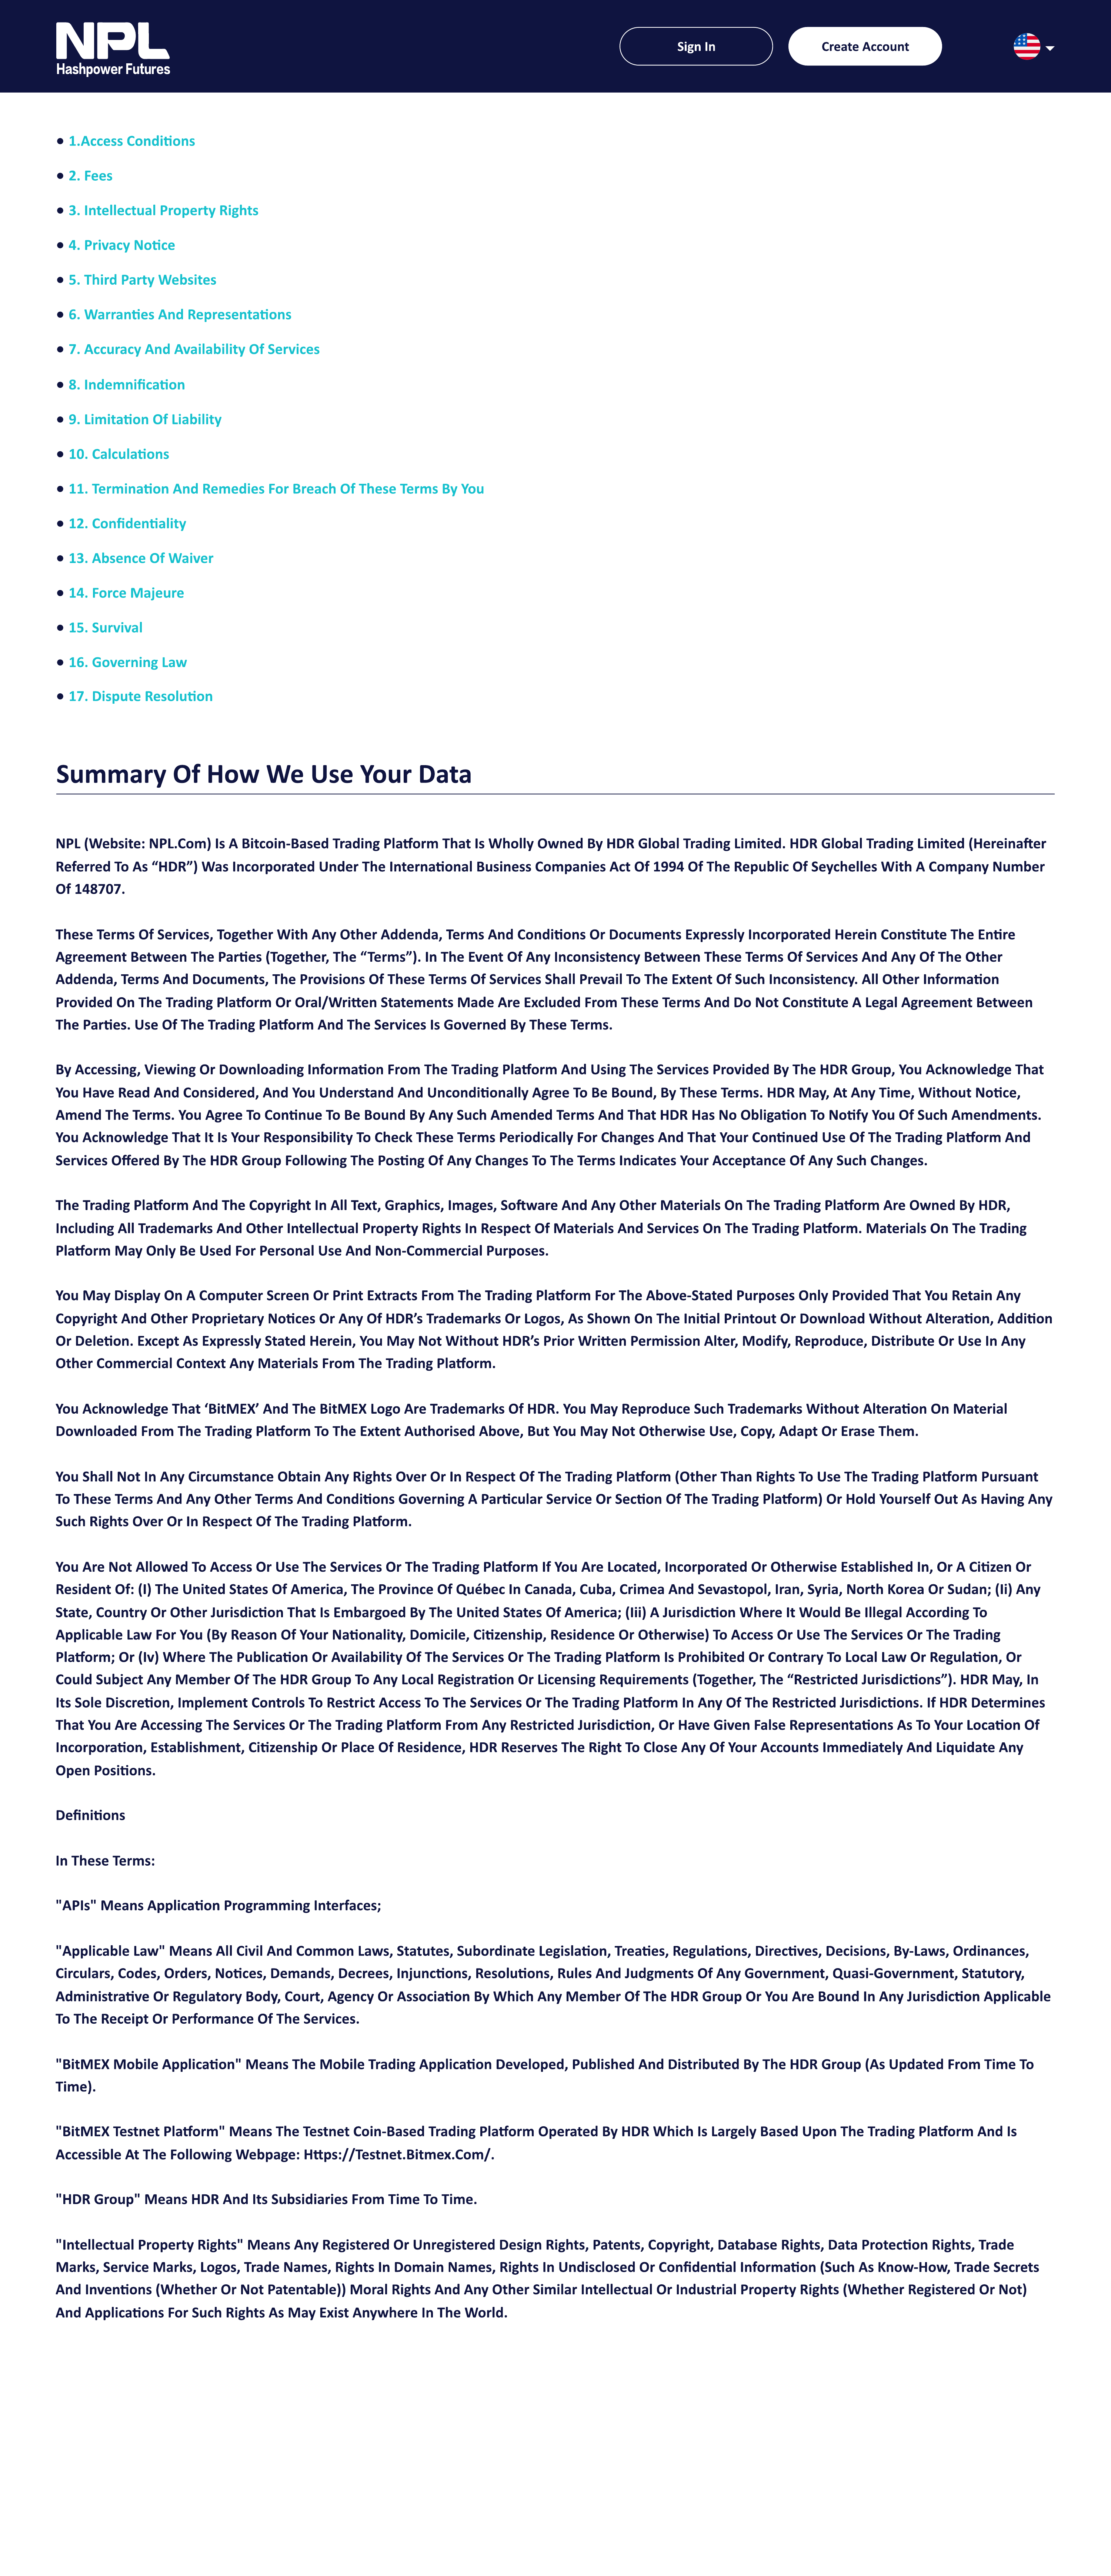 NPL
Hashpower Futures
Sign In
Create Account
1.Access Conditions
2. Fees
3. Intellectual Property Rights
4. Privacy Notice
5. Third Party Websites
6. Warranties And Representations
7. Accuracy And Availability Of Services
8. Indemnification
9. Limitation Of Liability
10. Calculations
11. Termination And Remedies For Breach Of These Terms By You
12. Confidentiality
13. Absence Of Waiver
14. Force Majeure
15. Survival
16. Governing Law
17. Dispute Resolution
Summary Of How We Use Your Data
NPL (Website: NPL.Com) Is A Bitcoin-Based Trading Platform That Is Wholly Owned By HDR Global Trading Limited. HDR Global Trading Limited (Hereinafter
Referred To As “HDR”) Was Incorporated Under The International Business Companies Act Of 1994 Of The Republic Of Seychelles With A Company Number
Of 148707.
These Terms Of Services, Together With Any Other Addenda, Terms And Conditions Or Documents Expressly Incorporated Herein Constitute The Entire
Agreement Between The Parties (Together, The “Terms”). In The Event Of Any Inconsistency Between These Terms Of Services And Any Of The Other
Addenda, Terms And Documents, The Provisions Of These Terms Of Services Shall Prevail To The Extent Of Such Inconsistency. All Other Information
Provided On The Trading Platform Or Oral/Written Statements Made Are Excluded From These Terms And Do Not Constitute A Legal Agreement Between
The Parties. Use Of The Trading Platform And The Services Is Governed By These Terms.
By Accessing, Viewing Or Downloading Information From The Trading Platform And Using The Services Provided By The HDR Group, You Acknowledge That
You Have Read And Considered, And You Understand And Unconditionally Agree To Be Bound, By These Terms. HDR May, At Any Time, Without Notice,
Amend The Terms. You Agree To Continue To Be Bound By Any Such Amended Terms And That HDR Has No Obligation To Notify You Of Such Amendments.
You Acknowledge That It Is Your Responsibility To Check These Terms Periodically For Changes And That Your Continued Use Of The Trading Platform And
Services Offered By The HDR Group Following The Posting Of Any Changes To The Terms Indicates Your Acceptance Of Any Such Changes.
The Trading Platform And The Copyright In All Text, Graphics, Images, Software And Any Other Materials On The Trading Platform Are Owned By HDR,
Including All Trademarks And Other Intellectual Property Rights In Respect Of Materials And Services On The Trading Platform. Materials On The Trading
Platform May Only Be Used For Personal Use And Non-Commercial Purposes.
You May Display On A Computer Screen Or Print Extracts From The Trading Platform For The Above-Stated Purposes Only Provided That You Retain Any
Copyright And Other Proprietary Notices Or Any Of HDR’s Trademarks Or Logos, As Shown On The Initial Printout Or Download Without Alteration, Addition
Or Deletion. Except As Expressly Stated Herein, You May Not Without HDR’s Prior Written Permission Alter, Modify, Reproduce, Distribute Or Use In Any
Other Commercial Context Any Materials From The Trading Platform.
You Acknowledge That ‘BitMEX’ And The BitMEX Logo Are Trademarks Of HDR. You May Reproduce Such Trademarks Without Alteration On Material
Downloaded From The Trading Platform To The Extent Authorised Above, But You May Not Otherwise Use, Copy, Adapt Or Erase Them.
You Shall Not In Any Circumstance Obtain Any Rights Over Or In Respect Of The Trading Platform (Other Than Rights To Use The Trading Platform Pursuant
To These Terms And Any Other Terms And Conditions Governing A Particular Service Or Section Of The Trading Platform) Or Hold Yourself Out As Having Any
Such Rights Over Or In Respect Of The Trading Platform.
You Are Not Allowed To Access Or Use The Services Or The Trading Platform If You Are Located, Incorporated Or Otherwise Established In, Or A Citizen Or
Resident Of: (I) The United States Of America, The Province Of Québec In Canada, Cuba, Crimea And Sevastopol, Iran, Syria, North Korea Or Sudan; (Ii) Any
State, Country Or Other Jurisdiction That Is Embargoed By The United States Of America; (Iii) A Jurisdiction Where It Would Be Illegal According To
Applicable Law For You (By Reason Of Your Nationality, Domicile, Citizenship, Residence Or Otherwise) To Access Or Use The Services Or The Trading
Platform; Or (Iv) Where The Publication Or Availability Of The Services Or The Trading Platform Is Prohibited Or Contrary To Local Law Or Regulation, Or
Could Subject Any Member Of The HDR Group To Any Local Registration Or Licensing Requirements (Together, The “Restricted Jurisdictions”). HDR May, In
Its Sole Discretion, Implement Controls To Restrict Access To The Services Or The Trading Platform In Any Of The Restricted Jurisdictions. If HDR Determines
That You Are Accessing The Services Or The Trading Platform From Any Restricted Jurisdiction, Or Have Given False Representations As To Your Location Of
Incorporation, Establishment, Citizenship Or Place Of Residence, HDR Reserves The Right To Close Any Of Your Accounts Immediately And Liquidate Any
Open Positions.
Definitions
In These Terms:
"APIs" Means Application Programming Interfaces;
"Applicable Law" Means All Civil And Common Laws, Statutes, Subordinate Legislation, Treaties, Regulations, Directives, Decisions, By-Laws, Ordinances,
Circulars, Codes, Orders, Notices, Demands, Decrees, Injunctions, Resolutions, Rules And Judgments Of Any Government, Quasi-Government, Statutory,
Administrative Or Regulatory Body, Court, Agency Or Association By Which Any Member Of The HDR Group Or You Are Bound In Any Jurisdiction Applicable
To The Receipt Or Performance Of The Services.
"BitMEX Mobile Application" Means The Mobile Trading Application Developed, Published And Distributed By The HDR Group (As Updated From Time To
Time).
"BitMEX Testnet Platform" Means The Testnet Coin-Based Trading Platform Operated By HDR Which Is Largely Based Upon The Trading Platform And Is
Accessible At The Following Webpage: Https://Testnet.Bitmex.Com/.
"HDR Group" Means HDR And Its Subsidiaries From Time To Time.
"Intellectual Property Rights" Means Any Registered Or Unregistered Design Rights, Patents, Copyright, Database Rights, Data Protection Rights, Trade
Marks, Service Marks, Logos, Trade Names, Rights In Domain Names, Rights In Undisclosed Or Confidential Information (Such As Know-How, Trade Secrets
And Inventions (Whether Or Not Patentable)) Moral Rights And Any Other Similar Intellectual Or Industrial Property Rights (Whether Registered Or Not)
And Applications For Such Rights As May Exist Anywhere In The World.